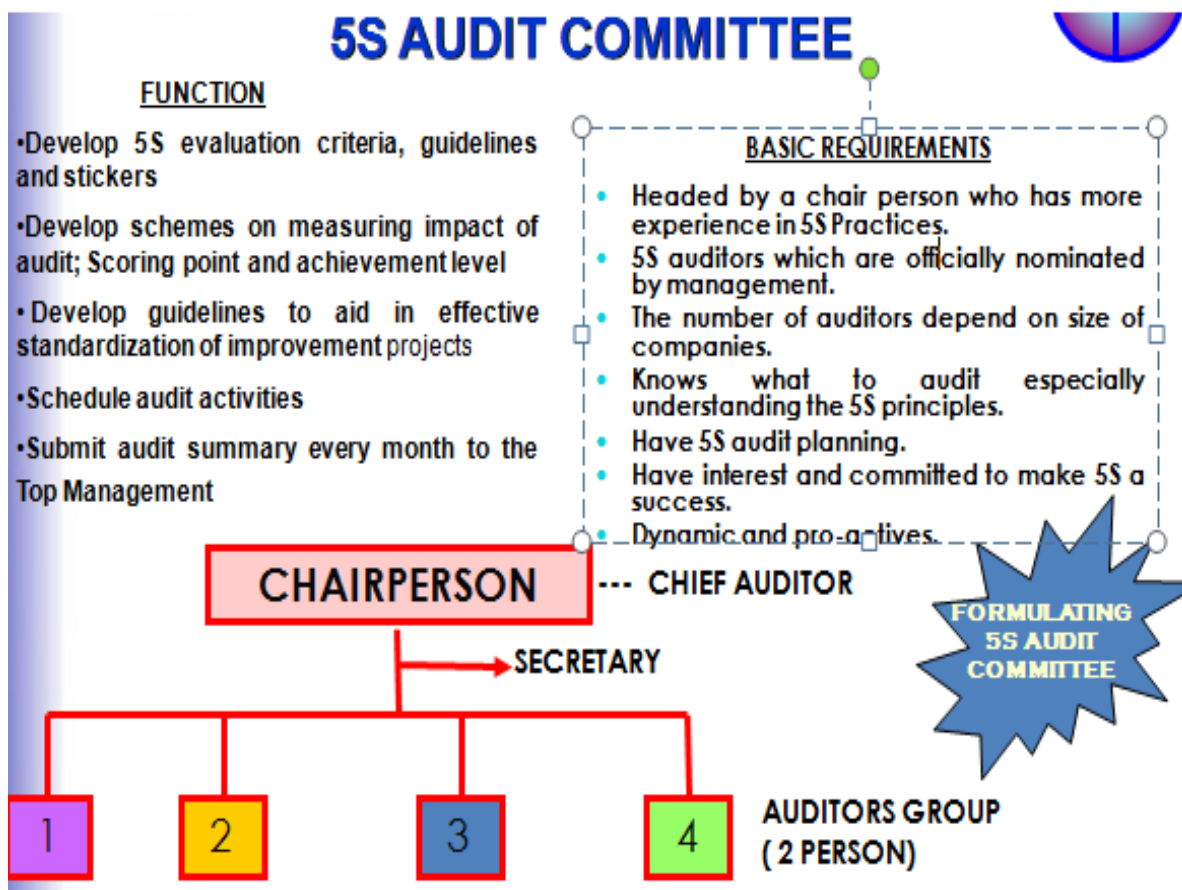 5S AUDIT COMMITTEE
FUNCTION
•Develop 5S evaluation criteria, guidelines
and stickers
•Develop schemes on measuring impact of
audit; Scoring point and achievement level
• Develop guidelines to aid in effective
standardization of improvement projects
•Schedule audit activities
•Submit audit summary every month to the
Top Management
BASIC REQUIREMENTS
• Headed by a chair person who has more
experience in 5S Practices.
• 5S auditors which are officially nominated
by management.
• The number of auditors depend on size of
companies.
• Knows what to audit especially
understanding the 5S principles.
• Have 5S audit planning.
• Have interest and committed to make 5S a
success.
• Dynamic and pro-actives.
CHAIRPERSON
--- CHIEF AUDITOR
SECRETARY
FORMULATING
5S AUDIT
COMMITTEE
1
2
3
4
AUDITORS GROUP
( 2 PERSON)